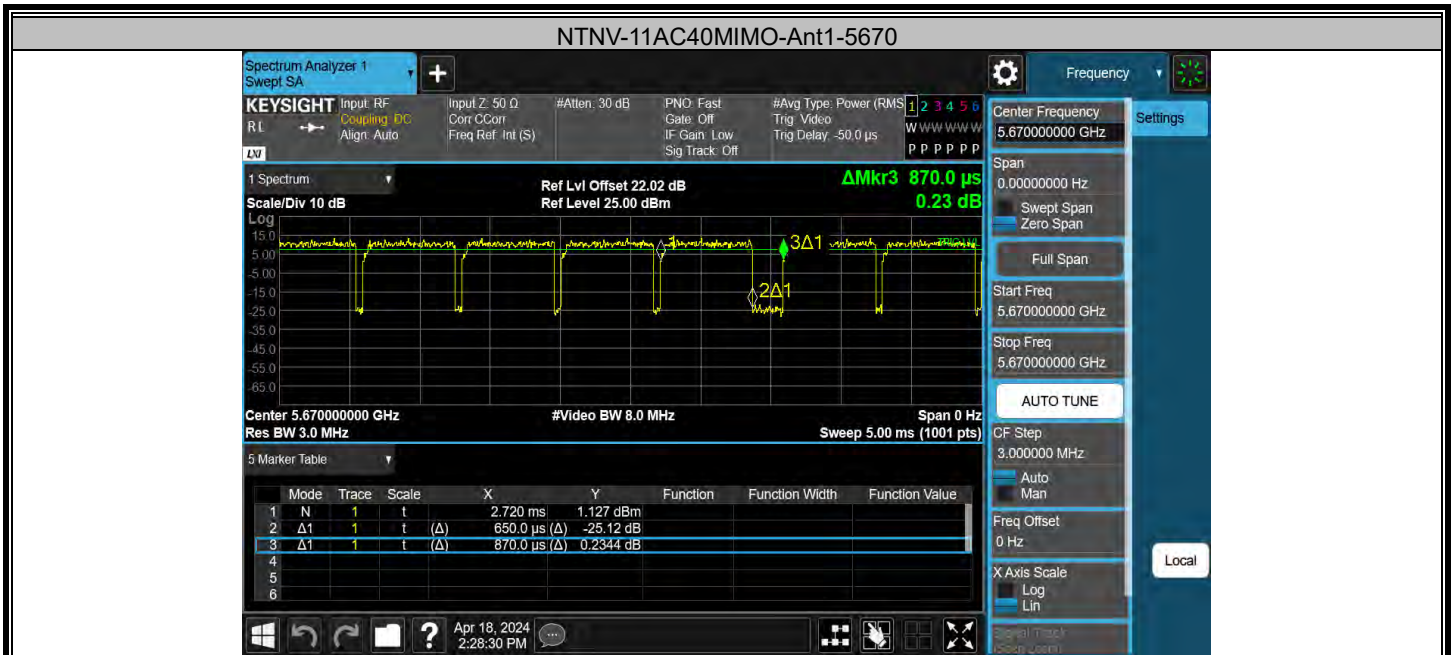 NTNV-11AC40MIMO-Ant1-5670
Spectrum Analyzer 1
Swept SA
Frequency
KEYSIGHT
RL
LXI
Input: RF
Coupling: DC
Align: Auto
Input Z: 50 Ω
Corr CCorr
Freq Ref: Int (S)
#Atten: 30 dB
PNO: Fast
Gate: Off
IF Gain: Low
Sig Track: Off
#Avg Type: Power (RMS
Trig: Video
Trig Delay: -50.0 µs
1 2 3 4 5 6
W W W W W W
P P P P P P
Center Frequency
5.670000000 GHz
Settings
Span
0.00000000 Hz
Swept Span
Zero Span
Full Span
Start Freq
5.670000000 GHz
Stop Freq
5.670000000 GHz
AUTO TUNE
CF Step
3.000000 MHz
Auto
Man
Freq Offset
0 Hz
X Axis Scale
Log
Lin
Signal Track
(Span Zoom)
Local
1 Spectrum
Scale/Div 10 dB
Ref Lvl Offset 22.02 dB
Ref Level 25.00 dBm
ΔMkr3 870.0 µs
0.23 dB
Log
15.0
5.00
-5.00
-15.0
-25.0
-35.0
-45.0
-55.0
-65.0
1
3Δ1
2Δ1
TRIG LVL
Center 5.670000000 GHz
#Video BW 8.0 MHz
Span 0 Hz
Res BW 3.0 MHz
Sweep 5.00 ms (1001 pts)
5 Marker Table
Mode Trace Scale X Y Function Function Width Function Value
1 N 1 t 2.720 ms 1.127 dBm
2 Δ1 1 t (Δ) 650.0 µs (Δ) -25.12 dB
3 Δ1 1 t (Δ) 870.0 µs (Δ) 0.2344 dB
4
5
6
?
Apr 18, 2024
2:28:30 PM